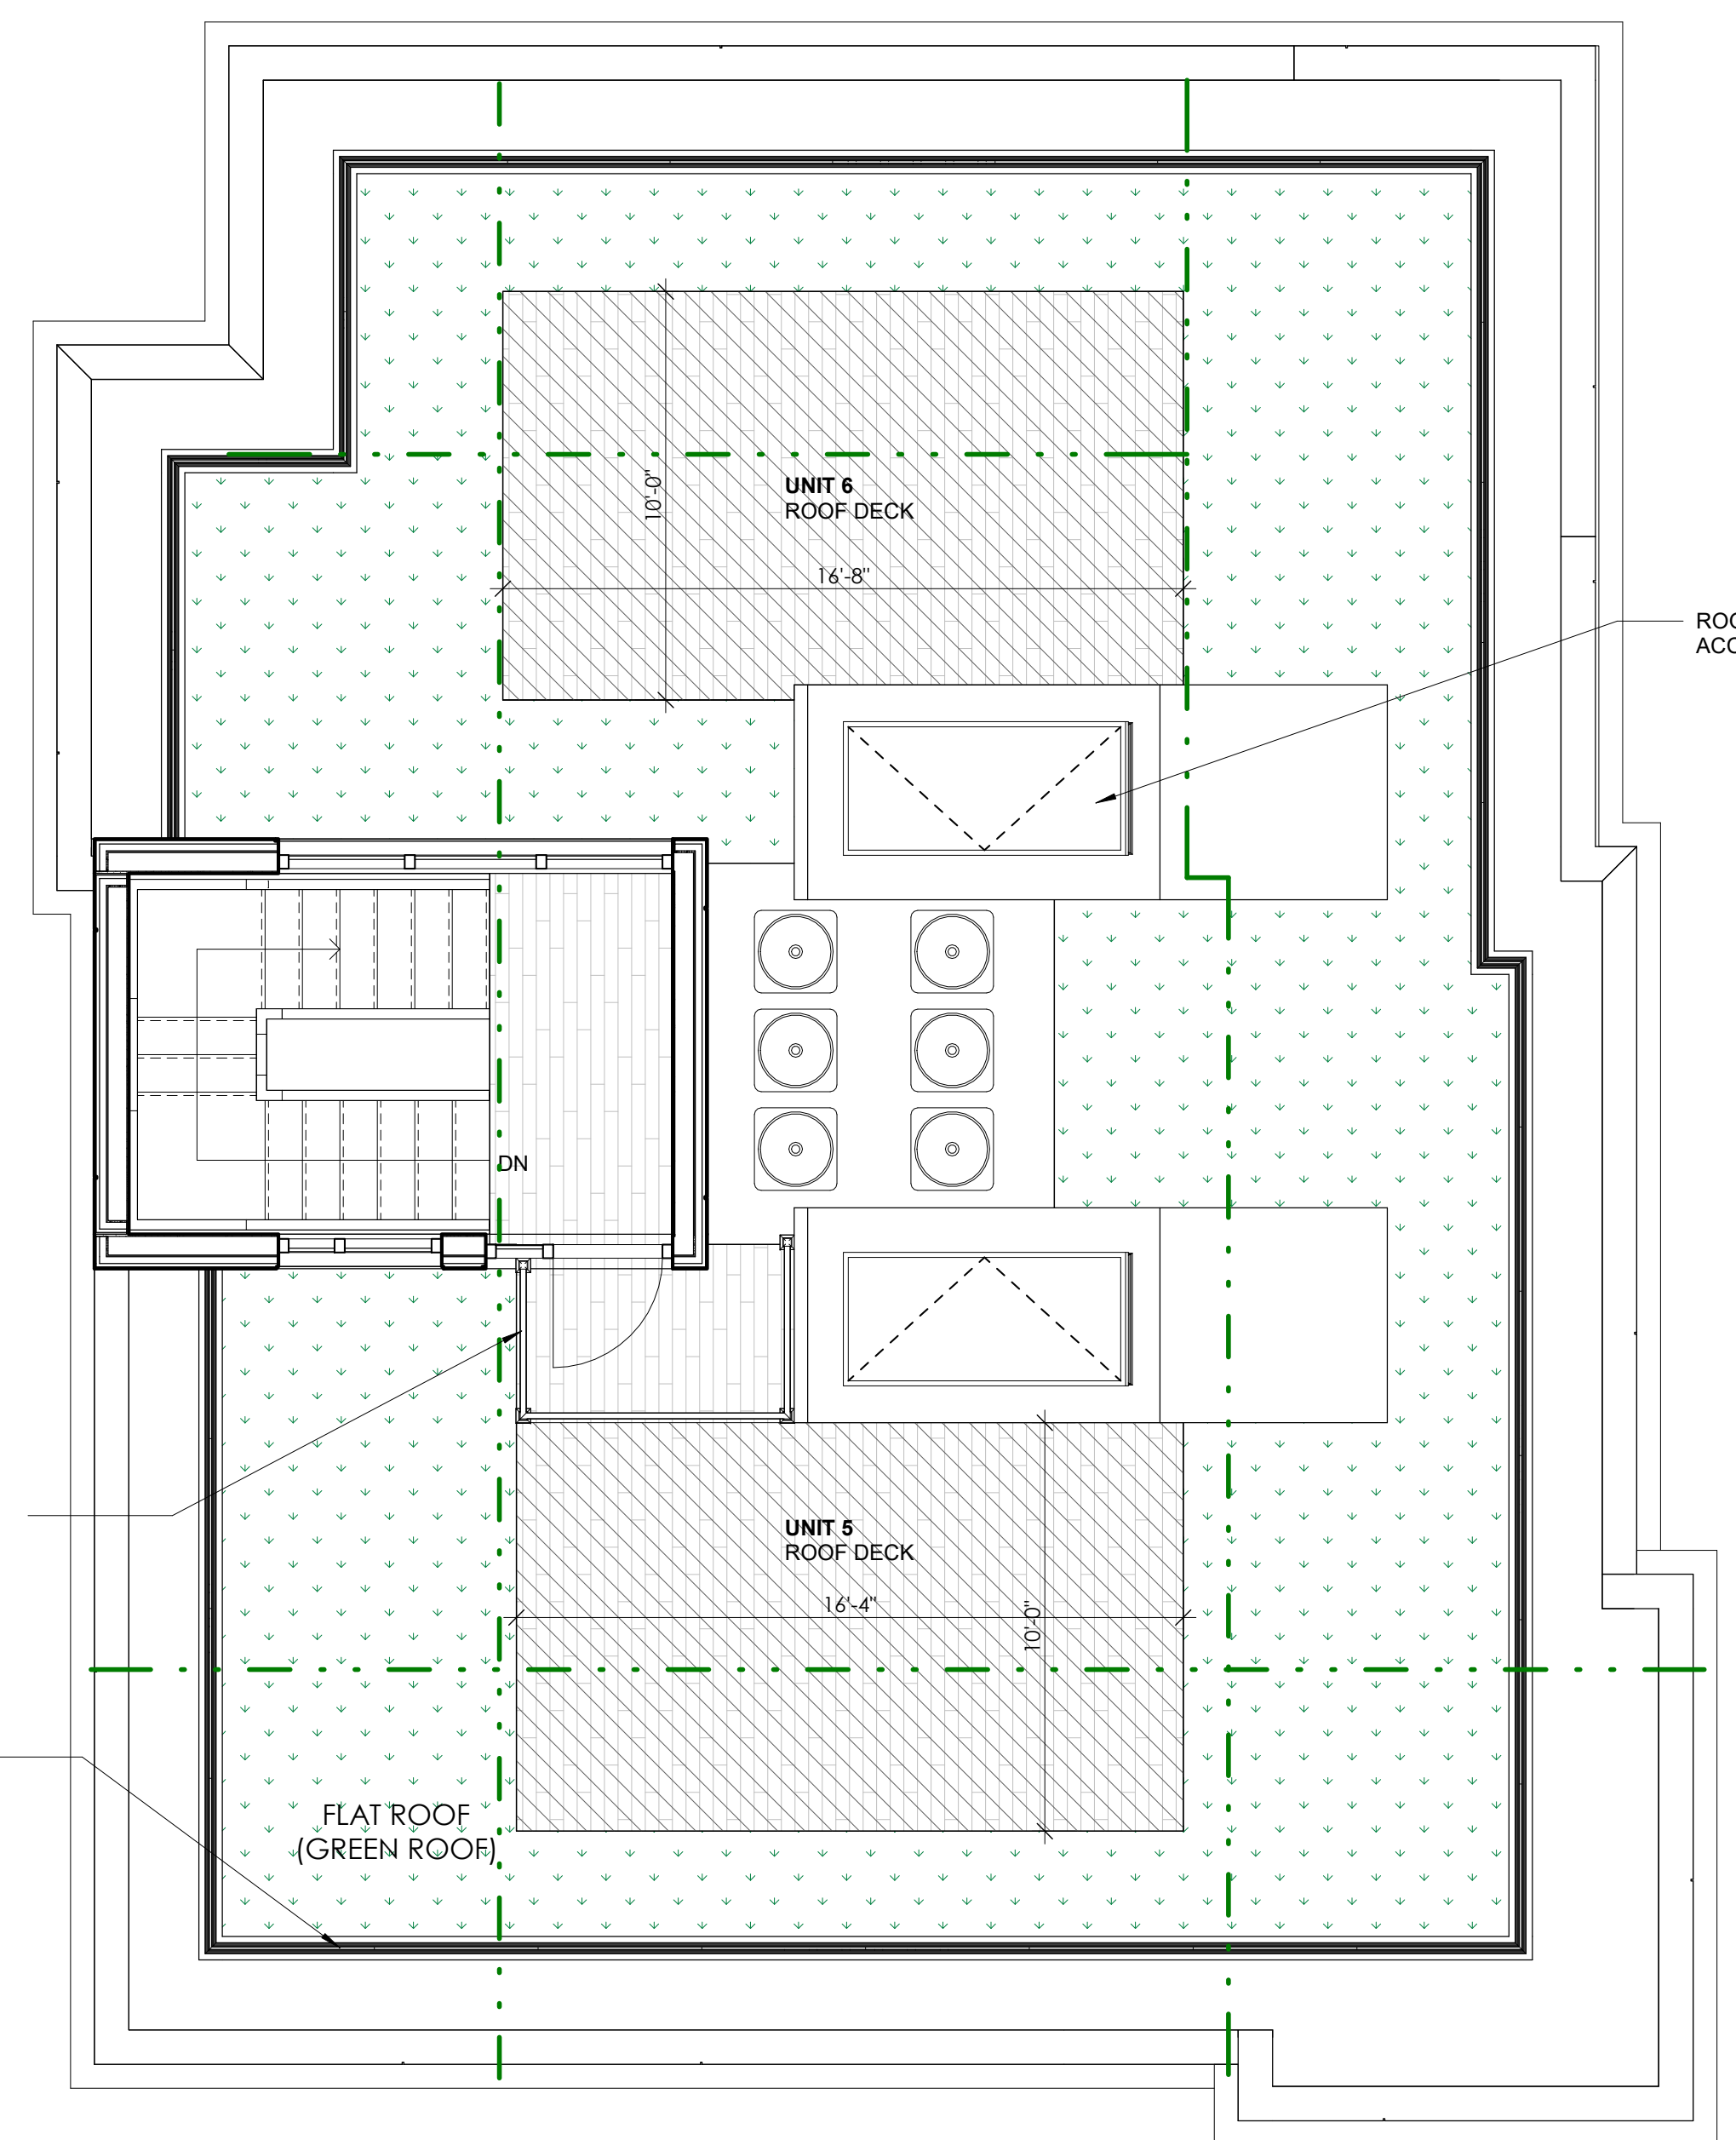 UNIT 6
ROOF DECK
10'-0"
16'-8"
DN
UNIT 5
ROOF DECK
16'-4"
10'-0"
FLAT ROOF
(GREEN ROOF)